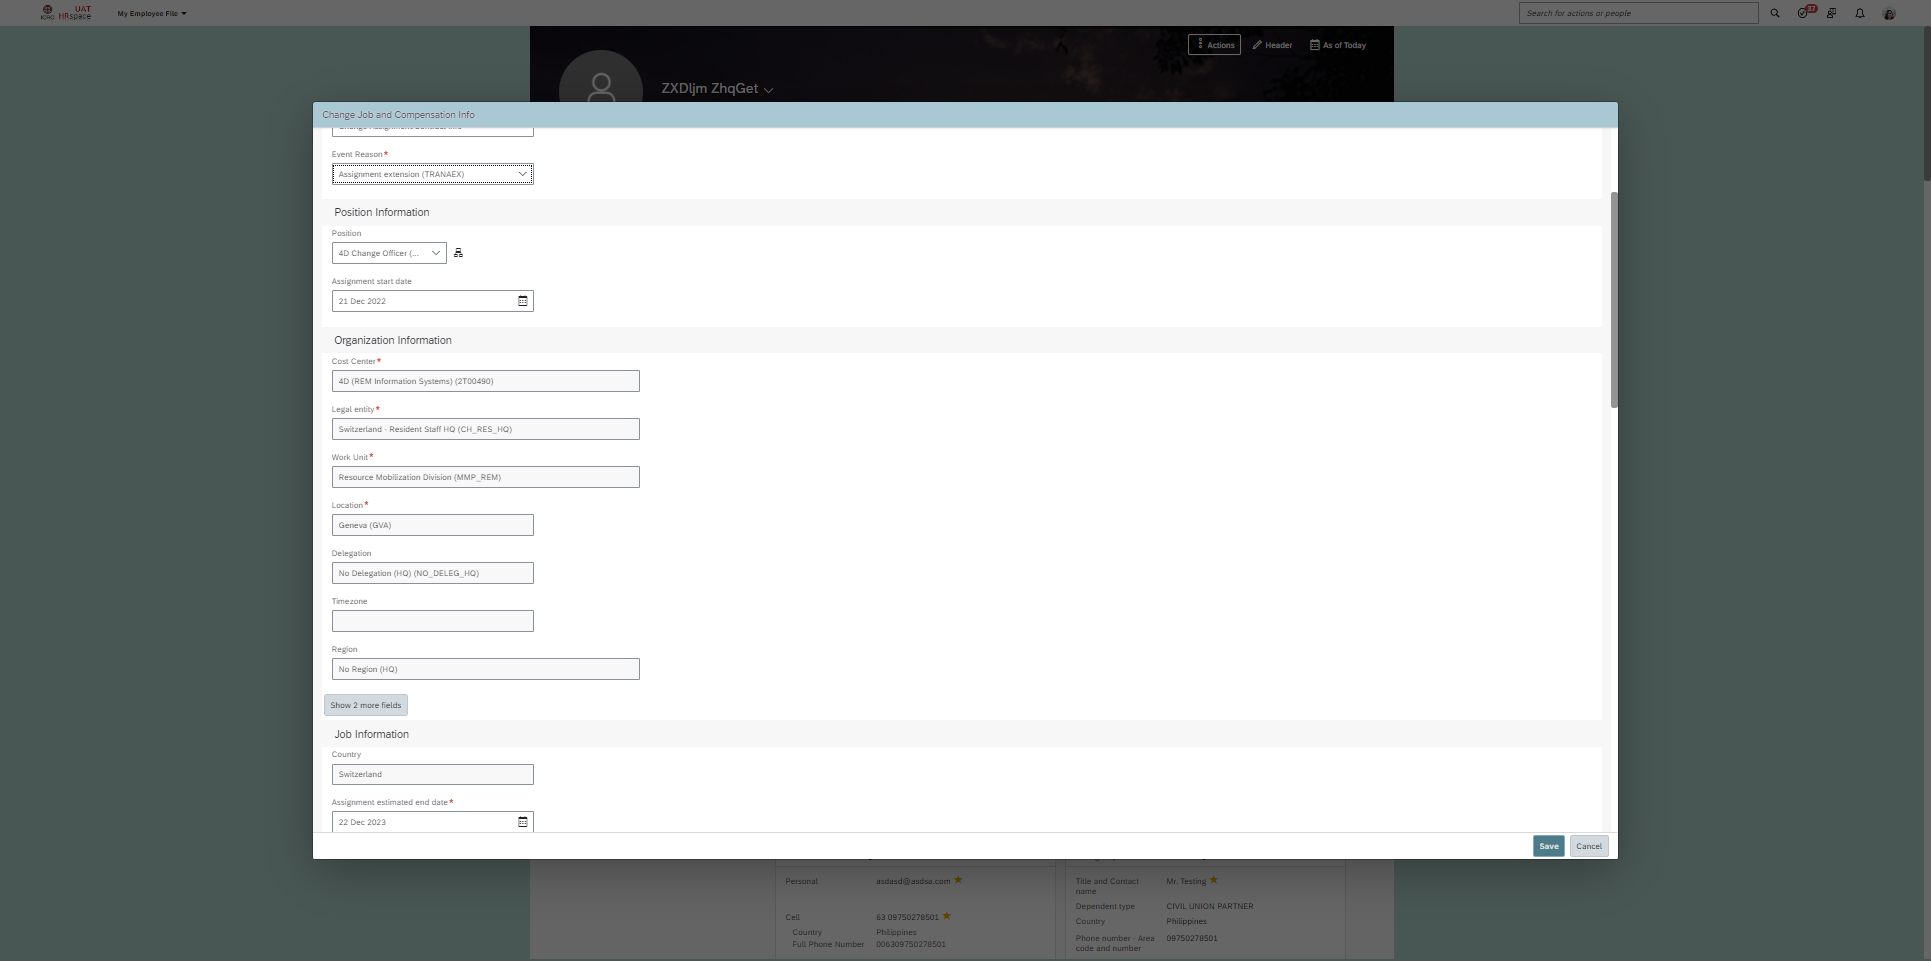 ICRC
UAT
HRspace
My Employee File
Search for actions or people
37
Actions
Header
As of Today
ZXDljm ZhqGet
Change Job and Compensation Info
Event Reason*
Assignment extension (TRANAEX)
Position Information
Position
4D Change Officer (...
Assignment start date
21 Dec 2022
Organization Information
Cost Center*
4D (REM Information Systems) (2T00490)
Legal entity*
Switzerland - Resident Staff HQ (CH_RES_HQ)
Work Unit*
Resource Mobilization Division (MMP_REM)
Location*
Geneva (GVA)
Delegation
No Delegation (HQ) (NO_DELEG_HQ)
Timezone
Region
No Region (HQ)
Show 2 more fields
Job Information
Country
Switzerland
Assignment estimated end date*
22 Dec 2023
Save
Cancel
Personal
asdasd@asdsa.com
Cell
63 09750278501
Country
Philippines
Full Phone Number
006309750278501
Title and Contact
name
Mr. Testing
Dependent type
CIVIL UNION PARTNER
Country
Philippines
Phone number - Area
code and number
09750278501